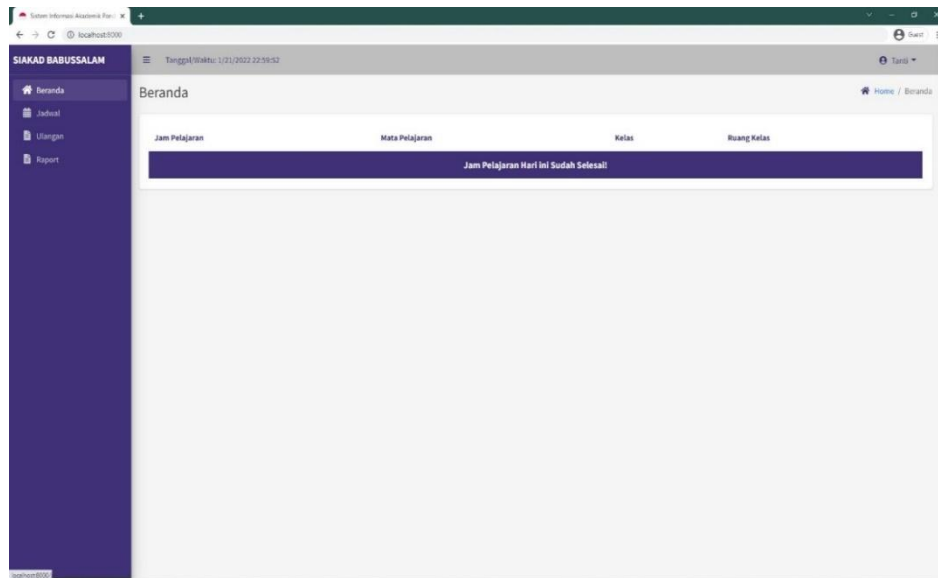 Sistem Informasi Akademik
localhost:8000
Guest
SIAKAD BABUSSALAM
Tanggal/Waktu: 1/21/2022 22:59:52
Tanti
Beranda
Jadwal
Ulangan
Raport
Beranda
Home / Beranda
Jam Pelajaran Mata Pelajaran Kelas Ruang Kelas
Jam Pelajaran Hari ini Sudah Selesai!
localhost:8000